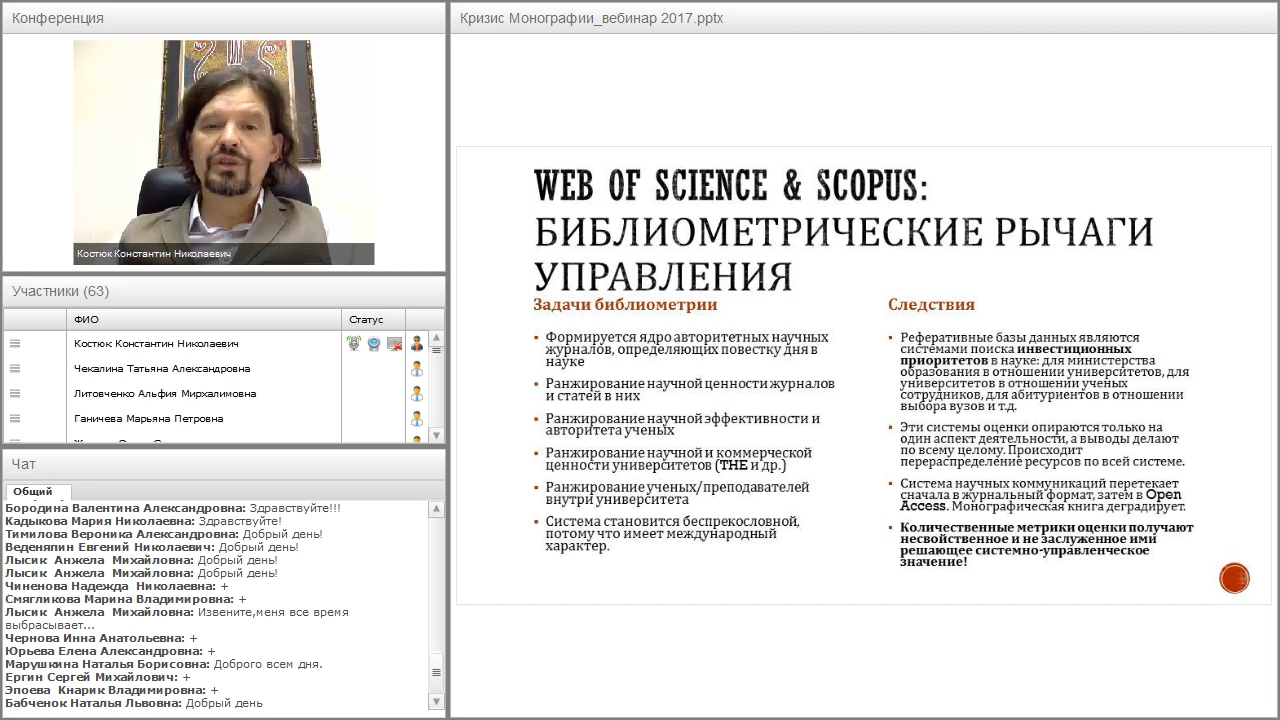 Конференция
Костюк Константин Николаевич
Участники (63)
ФИО
Статус
Костюк Константин Николаевич
Чекалина Татьяна Александровна
Литовченко Альфия Мирхалимовна
Ганичева Марьяна Петровна
Чат
Общий
Бородина Валентина Александровна: Здравствуйте!!!
Кадыкова Мария Николаевна: Здравствуйте!
Тимилова Вероника Александровна: Добрый день!
Веденяпин Евгений Николаевич: Добрый день!
Лысик Анжела Михайловна: Добрый день!
Лысик Анжела Михайловна: Добрый день!
Чиненова Надежда Николаевна: +
Смягликова Марина Владимировна: +
Лысик Анжела Михайловна: Извените,меня все время
выбрасывает...
Чернова Инна Анатольевна: +
Юрьева Елена Александровна: +
Марушкина Наталья Борисовна: Доброго всем дня.
Ергин Сергей Михайлович: +
Эпоева Кнарик Владимировна: +
Бабченок Наталья Львовна: Добрый день
Кризис Монографии_вебинар 2017.pptx
WEB OF SCIENCE & SCOPUS:
БИБЛИОМЕТРИЧЕСКИЕ РЫЧАГИ
УПРАВЛЕНИЯ
Задачи библиометрии
Формируется ядро авторитетных научных
журналов, определяющих повестку дня в
науке
Ранжирование научной ценности журналов
и статей в них
Ранжирование научной эффективности и
авторитета ученых
Ранжирование научной и коммерческой
ценности университетов (THE и др.)
Ранжирование ученых/преподавателей
внутри университета
Система становится беспрекословной,
потому что имеет международный
характер.
Следствия
Реферативные базы данных являются
системами поиска инвестиционных
приоритетов в науке: для министерства
образования в отношении университетов, для
университетов в отношении ученых
сотрудников, для абитуриентов в отношении
выбора вузов и т.д.
Эти системы оценки опираются только на
один аспект деятельности, а выводы делают
по всему целому. Происходит
перераспределение ресурсов по всей системе.
Система научных коммуникаций перетекает
сначала в журнальный формат, затем в Open
Access. Монографическая книга деградирует.
Количественные метрики оценки получают
несвойственное и не заслуженное ими
решающее системно-управленческое
значение!